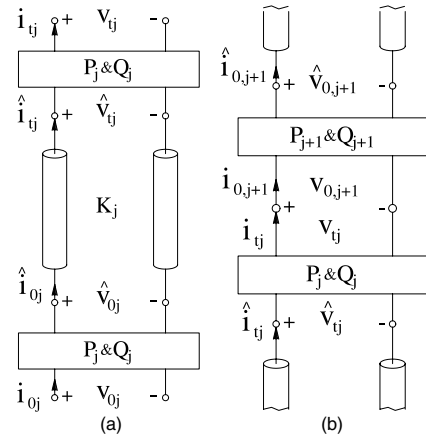 i_tj + v_tj -
P_j&Q_j
î_tj + v̂_tj -
K_j
î_0j + v̂_0j -
P_j&Q_j
i_0j + v_0j -
(a)
î_0,j+1 + v̂_0,j+1 -
P_j+1&Q_j+1
i_0,j+1 v_0,j+1
+ -
i_tj v_tj
P_j&Q_j
î_tj + v̂_tj -
(b)